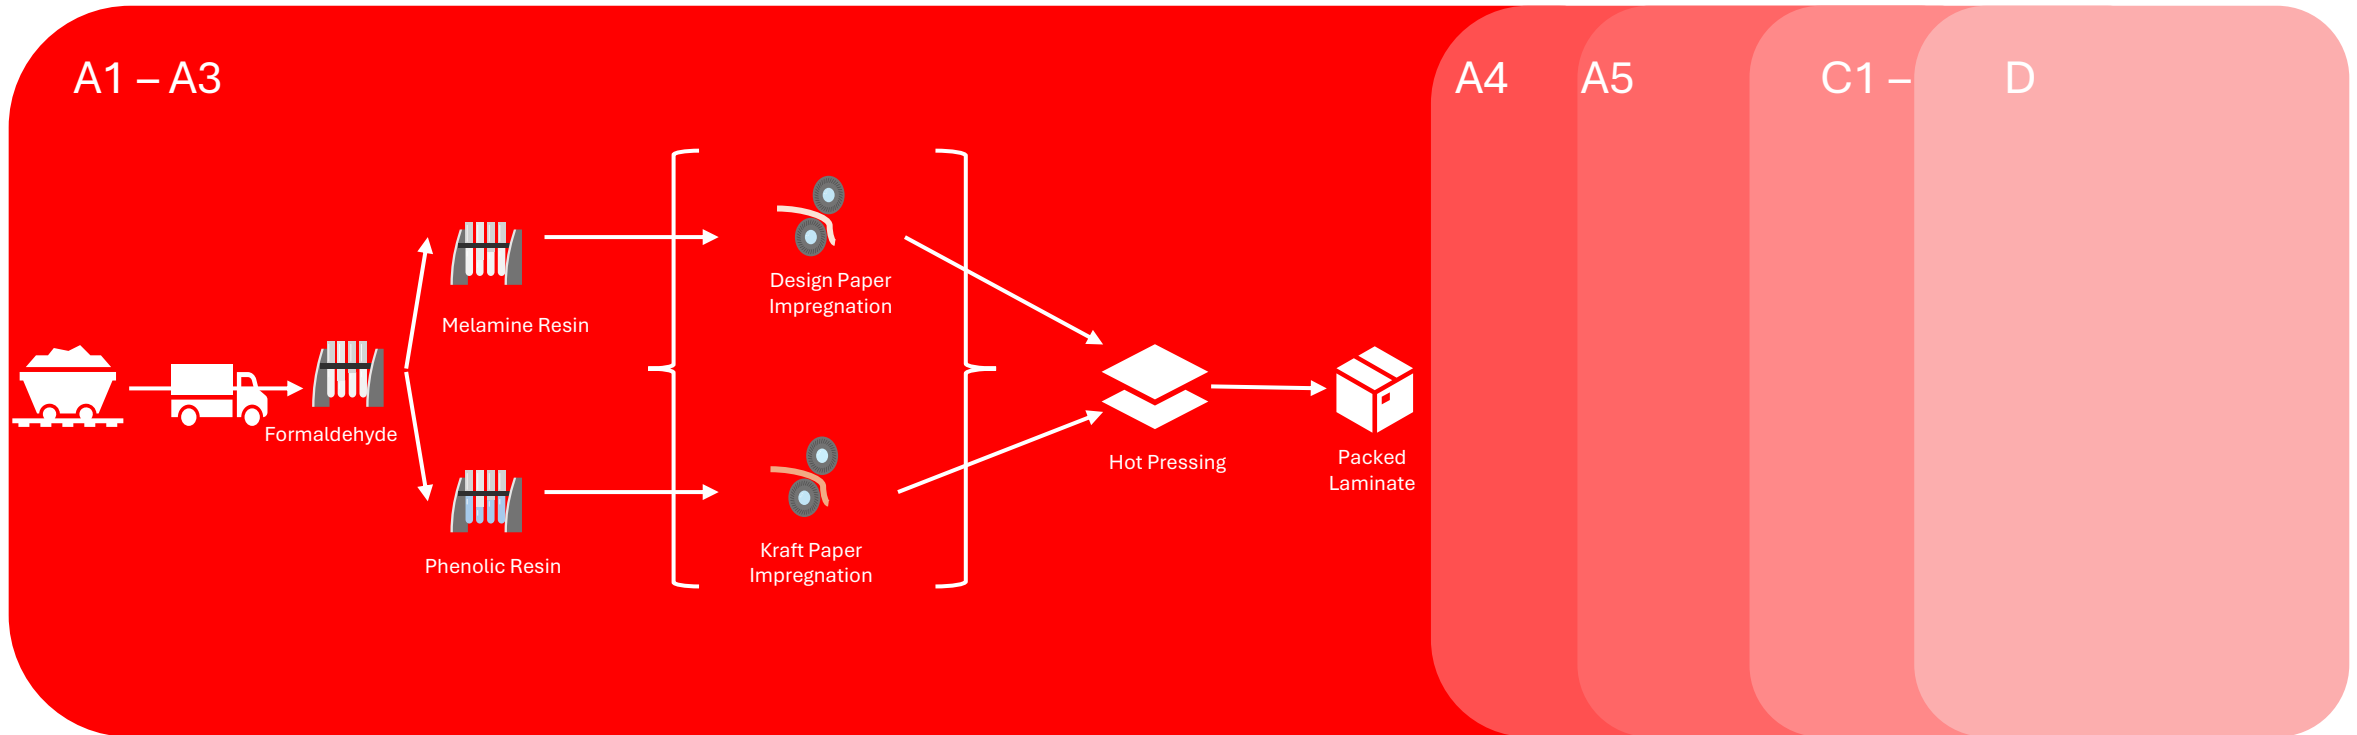 A1 – A3
A4
A5
C1 –
D
Melamine Resin
Formaldehyde
Phenolic Resin
Design Paper
Impregnation
Kraft Paper
Impregnation
Hot Pressing
Packed
Laminate